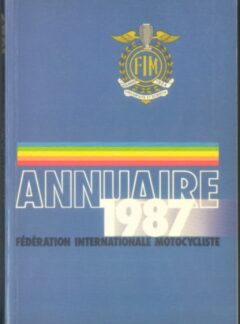 FIM
ANNUAIRE
1987
FÉDÉRATION INTERNATIONALE MOTOCYCLISTE